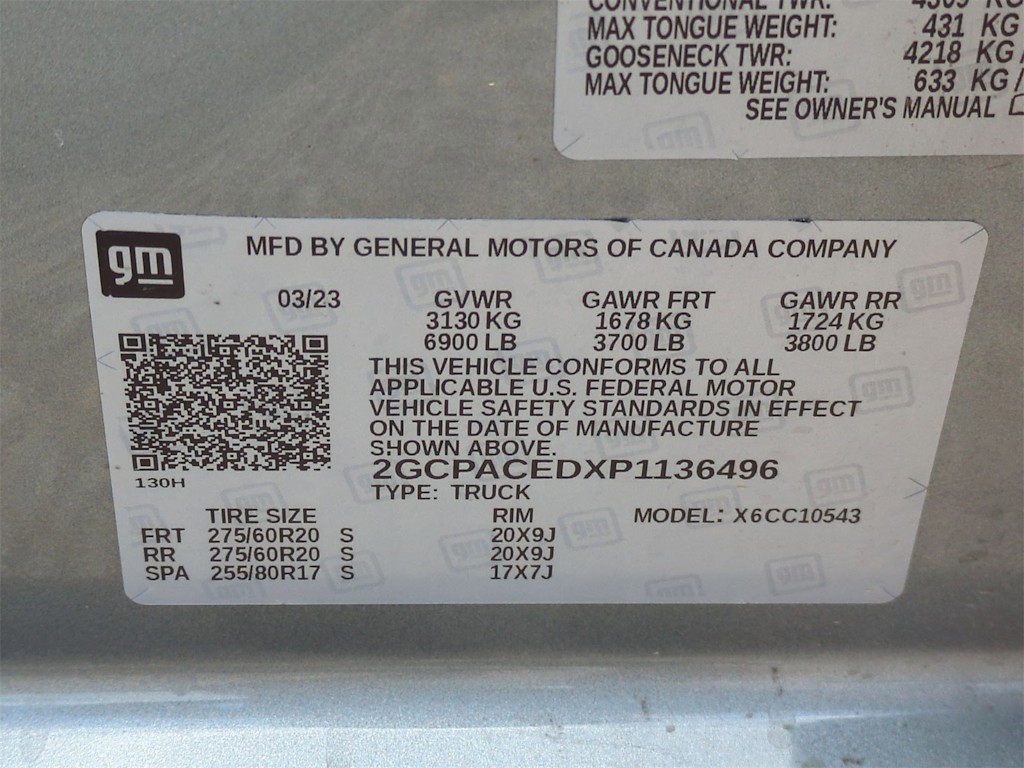 CONVENTIONAL TWR: 4309 KG
MAX TONGUE WEIGHT: 431 KG
GOOSENECK TWR: 4218 KG/
MAX TONGUE WEIGHT: 633 KG/
SEE OWNER'S MANUAL
gm
MFD BY GENERAL MOTORS OF CANADA COMPANY
03/23 GVWR GAWR FRT GAWR RR
3130 KG 1678 KG 1724 KG
6900 LB 3700 LB 3800 LB
THIS VEHICLE CONFORMS TO ALL
APPLICABLE U.S. FEDERAL MOTOR
VEHICLE SAFETY STANDARDS IN EFFECT
ON THE DATE OF MANUFACTURE
SHOWN ABOVE.
2GCPACEDXP1136496
130H
TYPE: TRUCK
TIRE SIZE RIM MODEL: X6CC10543
FRT 275/60R20 S 20X9J
RR 275/60R20 S 20X9J
SPA 255/80R17 S 17X7J